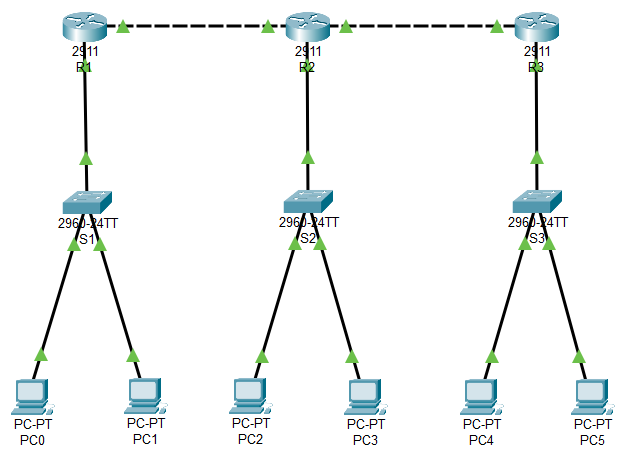 2911
R1
2911
R2
2911
R3
2960-24TT
S1
2960-24TT
S2
2960-24TT
S3
PC-PT
PC0
PC-PT
PC1
PC-PT
PC2
PC-PT
PC3
PC-PT
PC4
PC-PT
PC5